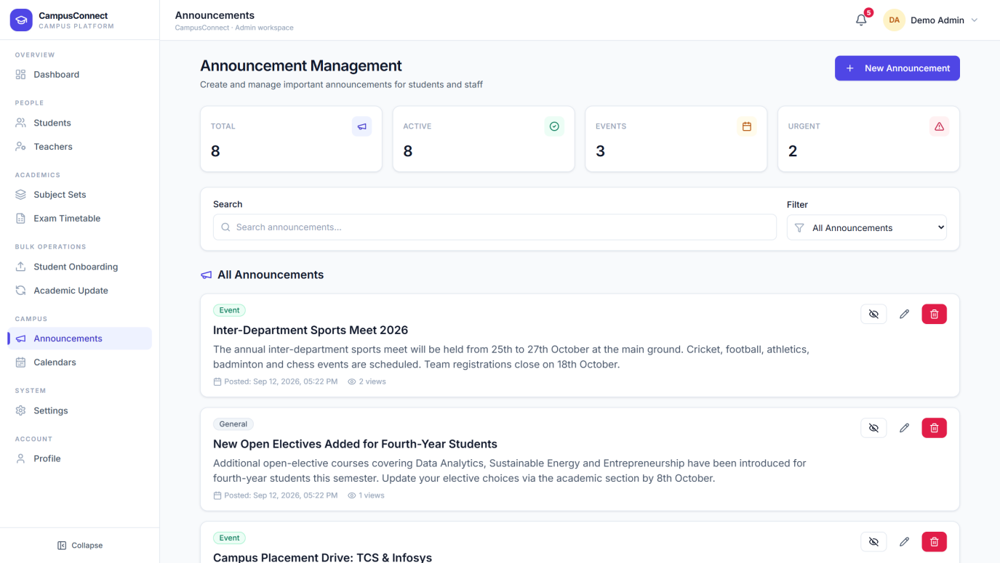 CampusConnect
CAMPUS PLATFORM
OVERVIEW
Dashboard
PEOPLE
Students
Teachers
ACADEMICS
Subject Sets
Exam Timetable
BULK OPERATIONS
Student Onboarding
Academic Update
CAMPUS
Announcements
Calendars
SYSTEM
Settings
ACCOUNT
Profile
Collapse
Announcements
CampusConnect · Admin workspace
5
DA
Demo Admin
Announcement Management
Create and manage important announcements for students and staff
+ New Announcement
TOTAL
8
ACTIVE
8
EVENTS
3
URGENT
2
Search
Search announcements...
Filter
All Announcements
All Announcements
Event
Inter-Department Sports Meet 2026
The annual inter-department sports meet will be held from 25th to 27th October at the main ground. Cricket, football, athletics,
badminton and chess events are scheduled. Team registrations close on 18th October.
Posted: Sep 12, 2026, 05:22 PM 2 views
General
New Open Electives Added for Fourth-Year Students
Additional open-elective courses covering Data Analytics, Sustainable Energy and Entrepreneurship have been introduced for
fourth-year students this semester. Update your elective choices via the academic section by 8th October.
Posted: Sep 12, 2026, 05:22 PM 1 views
Event
Campus Placement Drive: TCS & Infosys